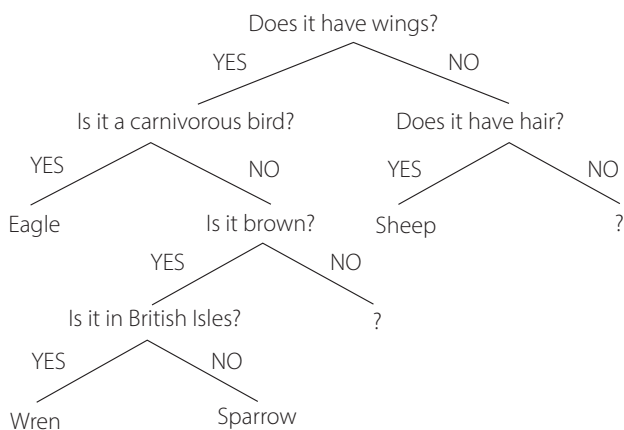 Does it have wings?
YES NO
Is it a carnivorous bird? Does it have hair?
YES NO YES NO
Eagle Is it brown? Sheep ?
YES NO
Is it in British Isles? ?
YES NO
Wren Sparrow